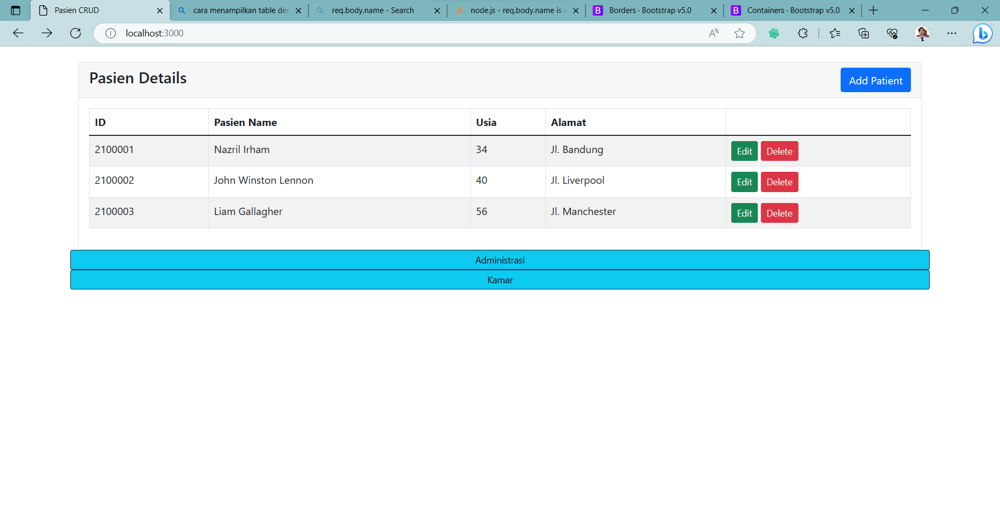 Pasien CRUD
cara menampilkan table der
req.body.name - Search
node.js - req.body.name is u
B Borders · Bootstrap v5.0
B Containers · Bootstrap v5.0
localhost:3000
Pasien Details
Add Patient
ID Pasien Name Usia Alamat
2100001 Nazril Irham 34 Jl. Bandung Edit Delete
2100002 John Winston Lennon 40 Jl. Liverpool Edit Delete
2100003 Liam Gallagher 56 Jl. Manchester Edit Delete
Administrasi
Kamar